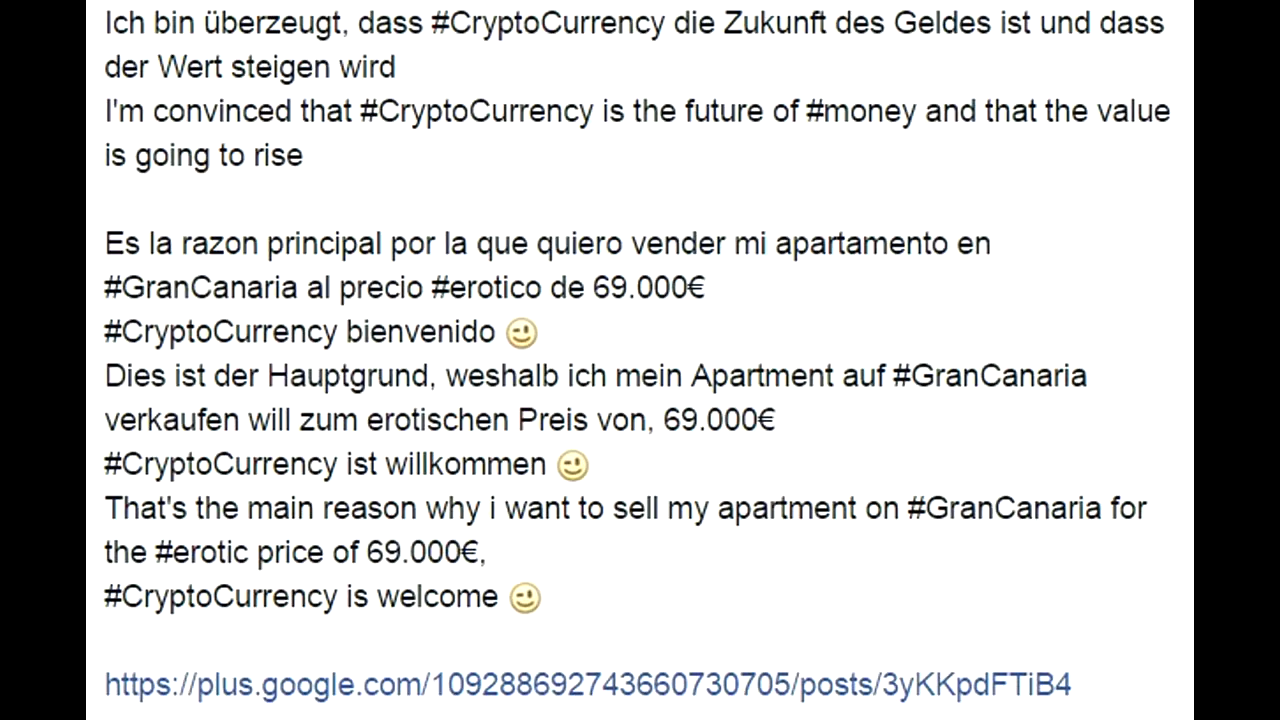 Ich bin überzeugt, dass #CryptoCurrency die Zukunft des Geldes ist und dass
der Wert steigen wird
I'm convinced that #CryptoCurrency is the future of #money and that the value
is going to rise
Es la razon principal por la que quiero vender mi apartamento en
#GranCanaria al precio #erotico de 69.000€
#CryptoCurrency bienvenido 😉
Dies ist der Hauptgrund, weshalb ich mein Apartment auf #GranCanaria
verkaufen will zum erotischen Preis von, 69.000€
#CryptoCurrency ist willkommen 😉
That's the main reason why i want to sell my apartment on #GranCanaria for
the #erotic price of 69.000€,
#CryptoCurrency is welcome 😉
https://plus.google.com/109288692743660730705/posts/3yKKpdFTiB4